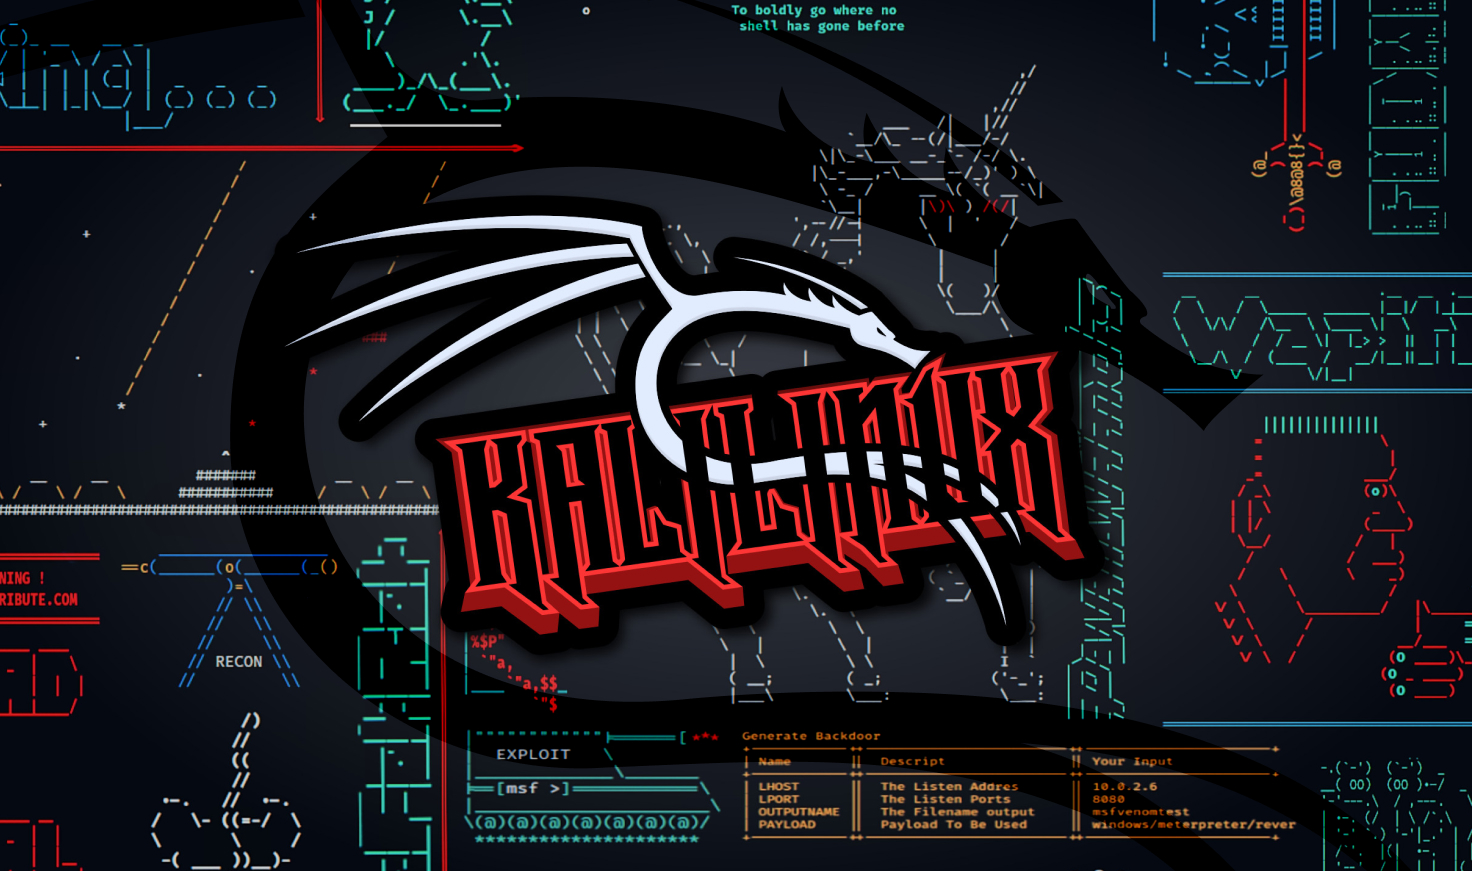 To boldly go where no
shell has gone before
ing...
Wapiti
KALI LINUX
NING !
RIBUTE.COM
RECON
EXPLOIT
[msf >]
Generate Backdoor
Name Descript Your Input
LHOST The Listen Addres 10.0.2.6
LPORT The Listen Ports 8080
OUTPUTNAME The Filename output msfvenomtest
PAYLOAD Payload To Be Used windows/meterpreter/rever